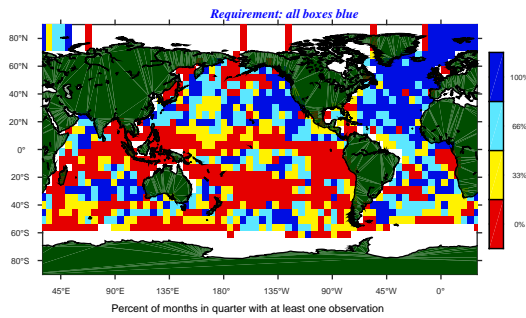 Requirement: all boxes blue
80°N
60°N
40°N
20°N
0°
20°S
40°S
60°S
80°S
100%
66%
33%
0%
45°E
90°E
135°E
180°
135°W
90°W
45°W
0°
Percent of months in quarter with at least one observation